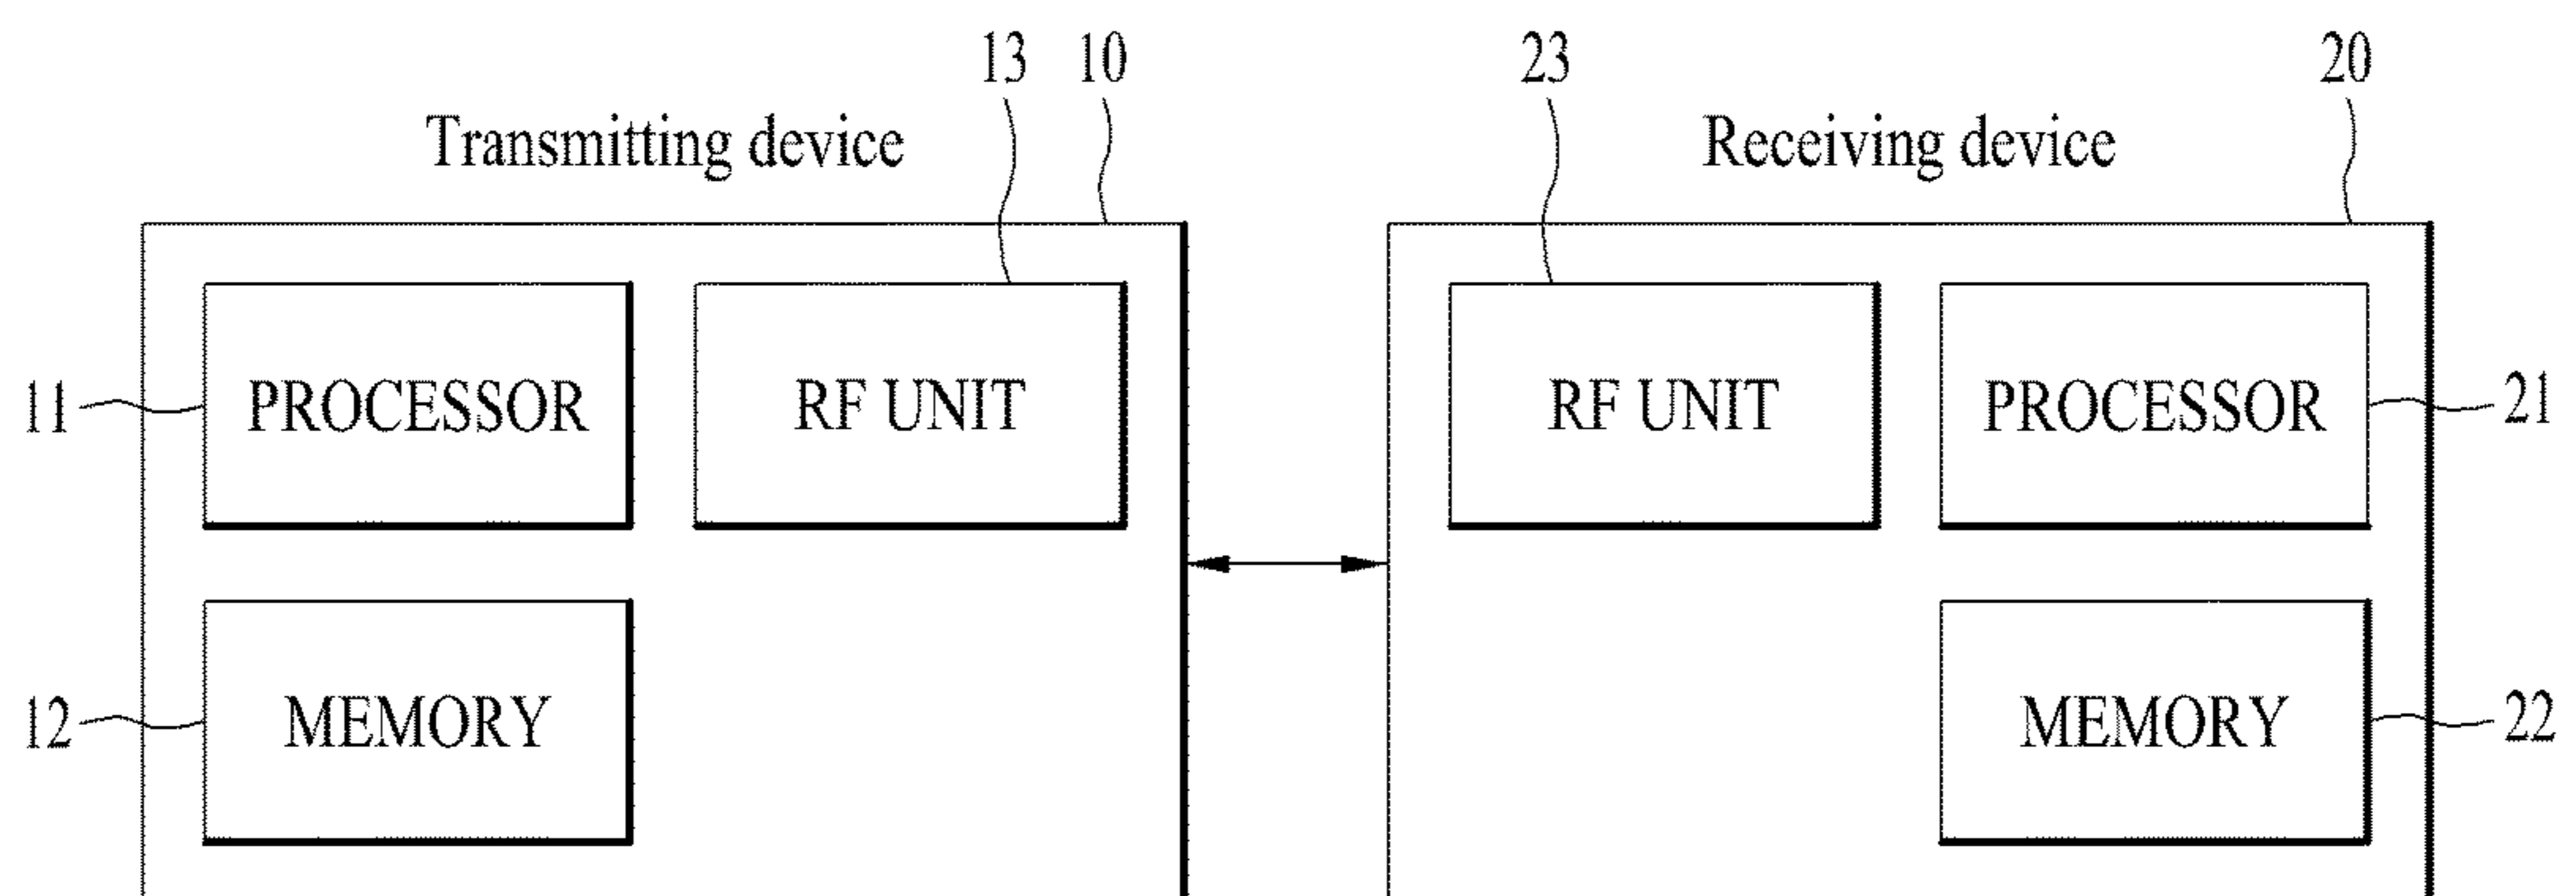 13 10 23 20
Transmitting device Receiving device
11 PROCESSOR RF UNIT RF UNIT PROCESSOR 21
12 MEMORY MEMORY 22